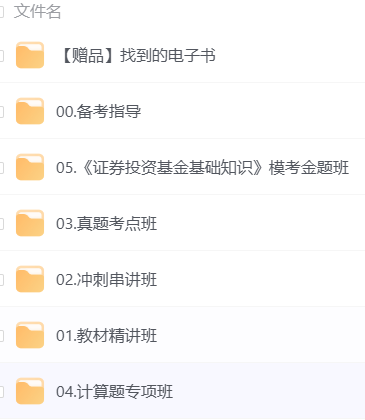 文件名
【赠品】找到的电子书
00.备考指导
05.《证券投资基金基础知识》模考金题班
03.真题考点班
02.冲刺串讲班
01.教材精讲班
04.计算题专项班